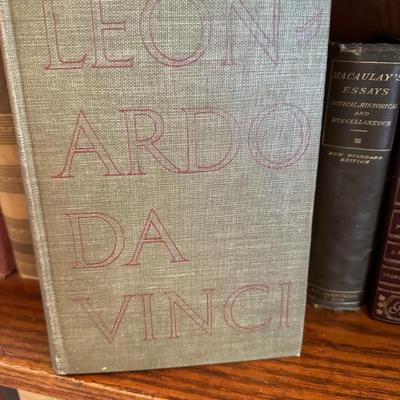 LEON-
ARDO
DA
VINCI
MACAULAY'S
ESSAYS
CRITICAL, HISTORICAL
AND
MISCELLANEOUS
III
NEW STANDARD
EDITION